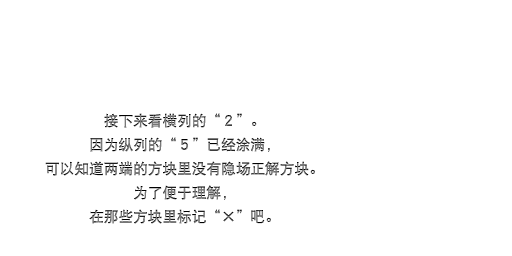 接下来看横列的“２”。
因为纵列的“５”已经涂满，
可以知道两端的方块里没有隐场正解方块。
为了便于理解，
在那些方块里标记“×”吧。